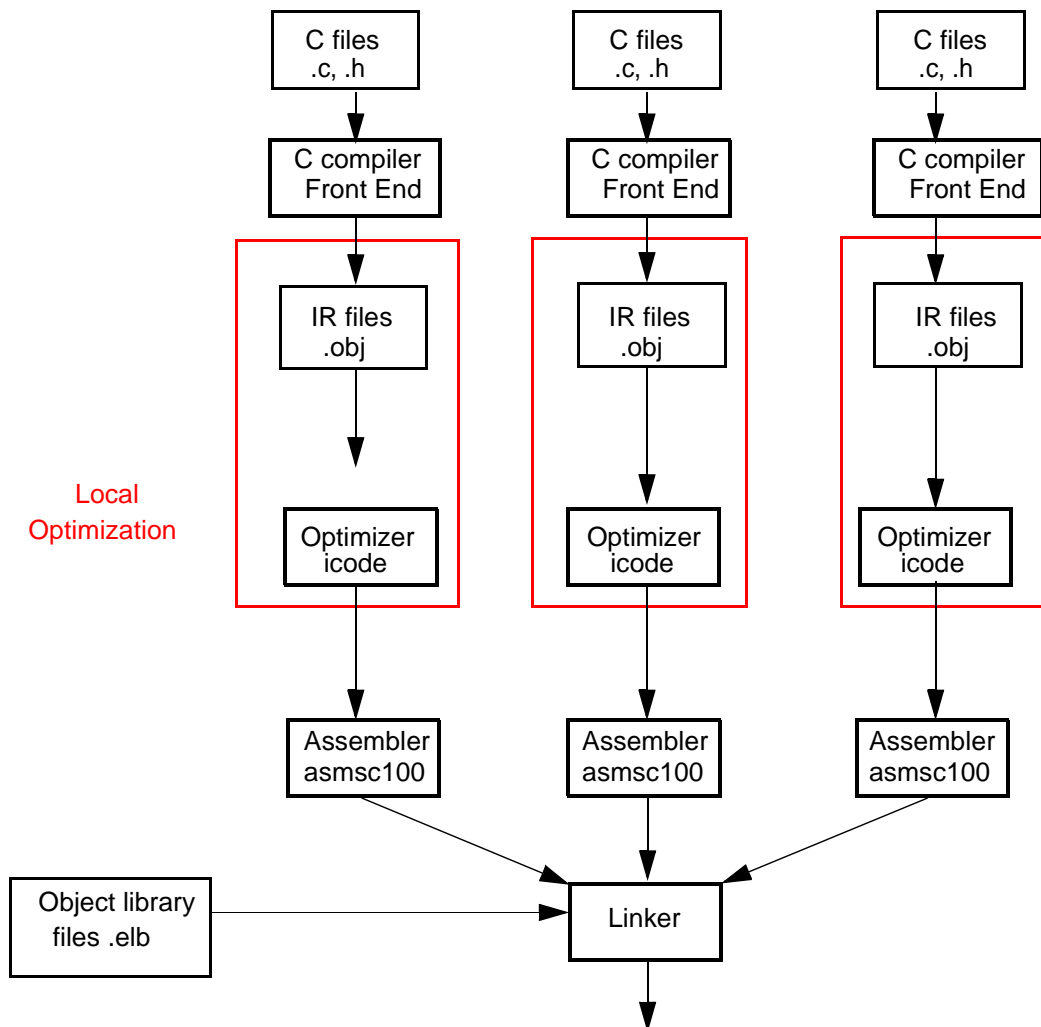 C files
.c, .h
C files
.c, .h
C files
.c, .h
C compiler
Front End
C compiler
Front End
C compiler
Front End
IR files
.obj
IR files
.obj
IR files
.obj
Local
Optimization
Optimizer
icode
Optimizer
icode
Optimizer
icode
Assembler
asmsc100
Assembler
asmsc100
Assembler
asmsc100
Object library
files .elb
Linker